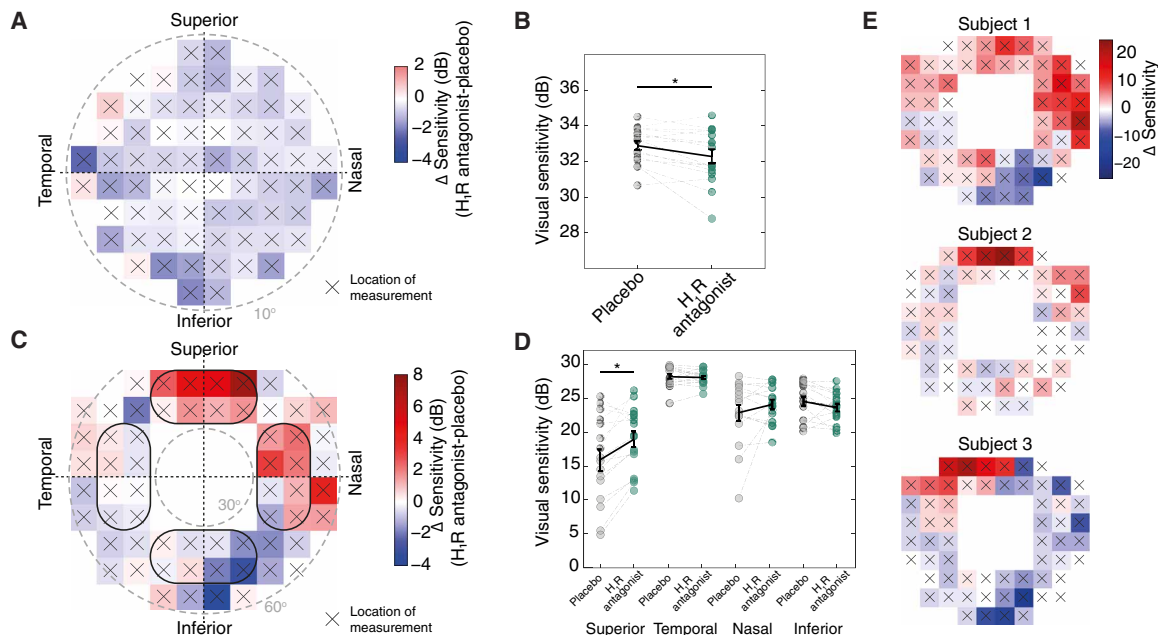 A
Superior
Temporal
Nasal
Inferior
10°
Location of
measurement
2
0
−2
−4
Δ Sensitivity (dB)
(H₁R antagonist-placebo)
B
Visual sensitivity (dB)
36
34
32
30
28
*
Placebo
H₁R
antagonist
C
Superior
Temporal
Nasal
Inferior
30°
60°
Location of
measurement
8
6
4
2
0
−2
−4
Δ Sensitivity (dB)
(H₁R antagonist-placebo)
D
Visual sensitivity (dB)
30
25
20
15
10
5
0
*
Placebo
H₁R
antagonist
Placebo
H₁R
antagonist
Placebo
H₁R
antagonist
Placebo
H₁R
antagonist
Superior Temporal Nasal Inferior
E
Subject 1
20
10
0
-10
-20
Δ Sensitivity
Subject 2
Subject 3